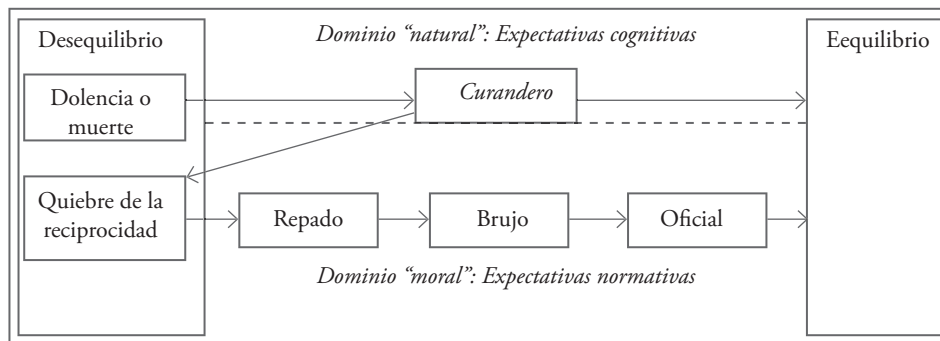 Desequilibrio
Dominio “natural”: Expectativas cognitivas
Eequilibrio
Dolencia o
muerte
Curandero
Quiebre de la
reciprocidad
Repado
Brujo
Oficial
Dominio “moral”: Expectativas normativas